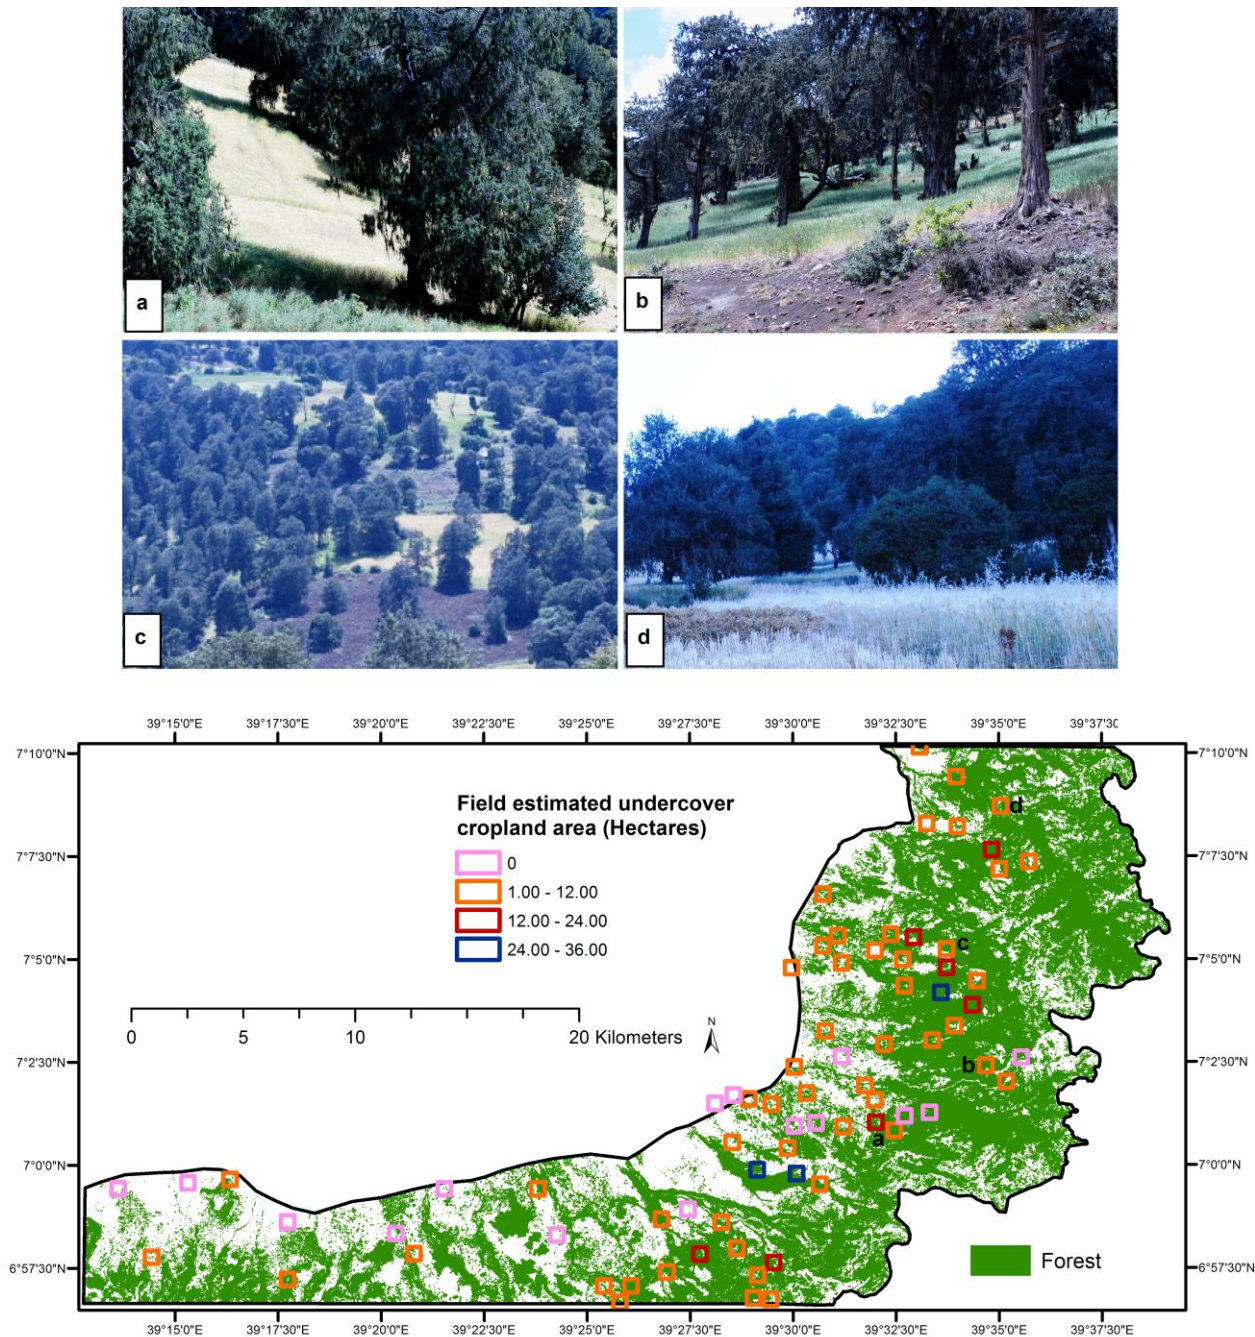 a
b
c
d
39°15'0"E 39°17'30"E 39°20'0"E 39°22'30"E 39°25'0"E 39°27'30"E 39°30'0"E 39°32'30"E 39°35'0"E 39°37'3(
7°10'0"N 7°10'0"N
Field estimated undercover
cropland area (Hectares)
0
1.00 - 12.00
12.00 - 24.00
24.00 - 36.00
d
7°7'30"N 7°7'30"N
c
7°5'0"N 7°5'0"N
0 5 10 20 Kilometers
N
7°2'30"N 7°2'30"N
b
a
7°0'0"N 7°0'0"N
6°57'30"N 6°57'30"N
Forest
39°15'0"E 39°17'30"E 39°20'0"E 39°22'30"E 39°25'0"E 39°27'30"E 39°30'0"E 39°32'30"E 39°35'0"E 39°37'30"E